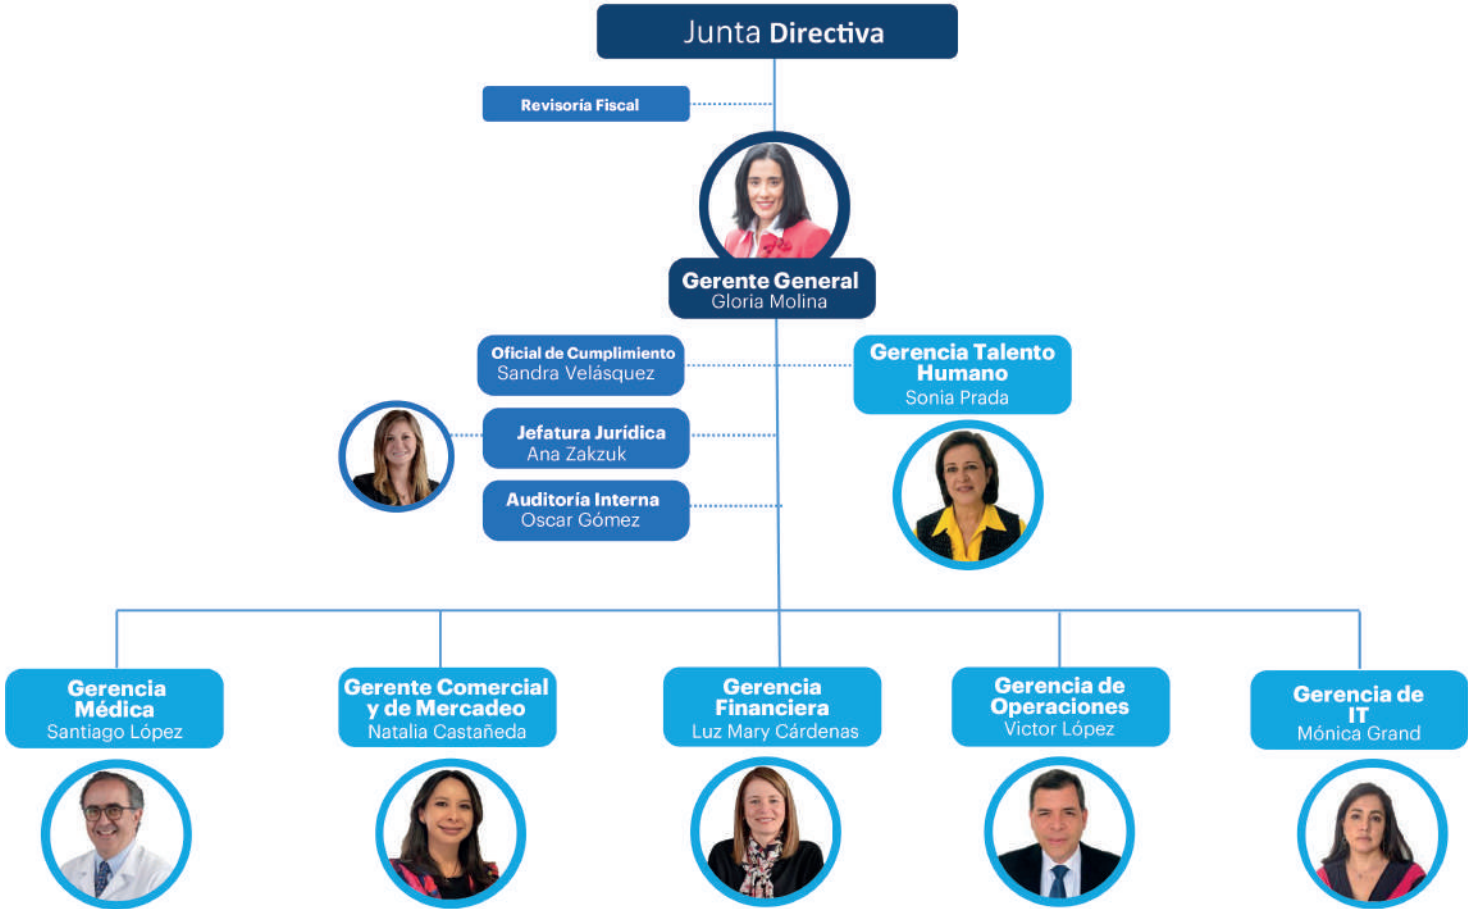 Junta Directiva
Revisoría Fiscal
Gerente General
Gloria Molina
Oficial de Cumplimiento
Sandra Velásquez
Gerencia Talento
Humano
Sonia Prada
Jefatura Jurídica
Ana Zakzuk
Auditoría Interna
Oscar Gómez
Gerencia
Médica
Santiago López
Gerente Comercial
y de Mercadeo
Natalia Castañeda
Gerencia
Financiera
Luz Mary Cárdenas
Gerencia de
Operaciones
Victor López
Gerencia de
IT
Mónica Grand